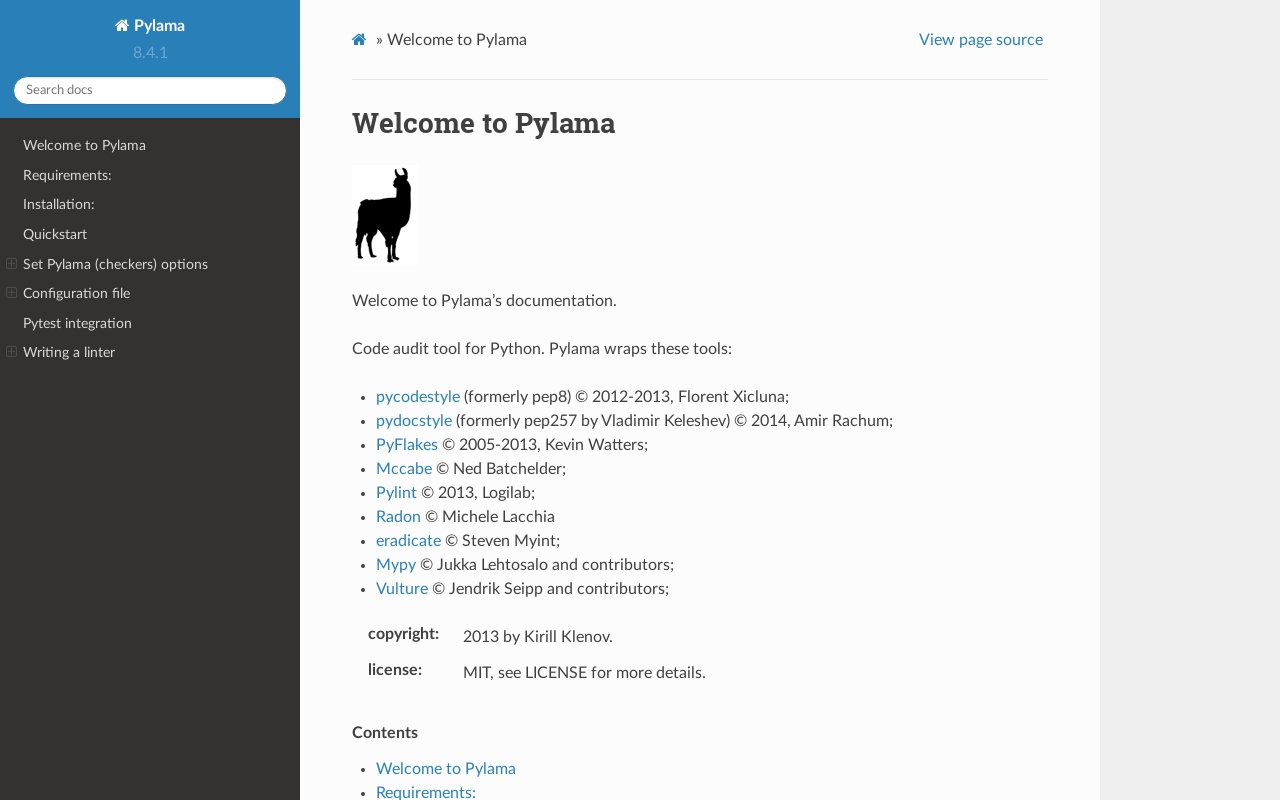 Pylama
8.4.1
Search docs
Welcome to Pylama
Requirements:
Installation:
Quickstart
Set Pylama (checkers) options
Configuration file
Pytest integration
Writing a linter
» Welcome to Pylama
View page source
Welcome to Pylama
Welcome to Pylama’s documentation.
Code audit tool for Python. Pylama wraps these tools:
pycodestyle (formerly pep8) © 2012-2013, Florent Xicluna;
pydocstyle (formerly pep257 by Vladimir Keleshev) © 2014, Amir Rachum;
PyFlakes © 2005-2013, Kevin Watters;
Mccabe © Ned Batchelder;
Pylint © 2013, Logilab;
Radon © Michele Lacchia
eradicate © Steven Myint;
Mypy © Jukka Lehtosalo and contributors;
Vulture © Jendrik Seipp and contributors;
copyright: 2013 by Kirill Klenov.
license: MIT, see LICENSE for more details.
Contents
Welcome to Pylama
Requirements: